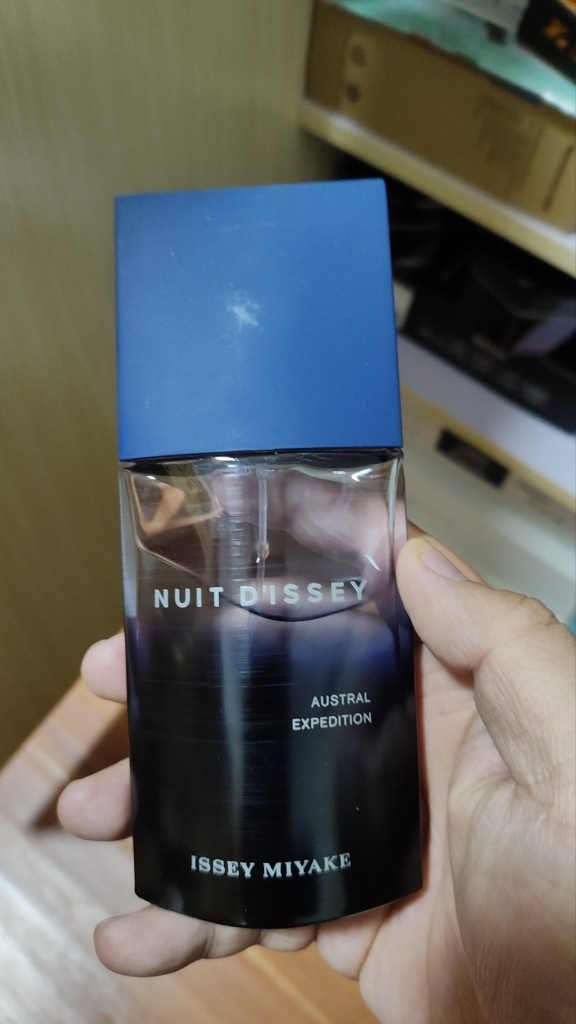 NUIT D'ISSEY
AUSTRAL
EXPEDITION
ISSEY MIYAKE